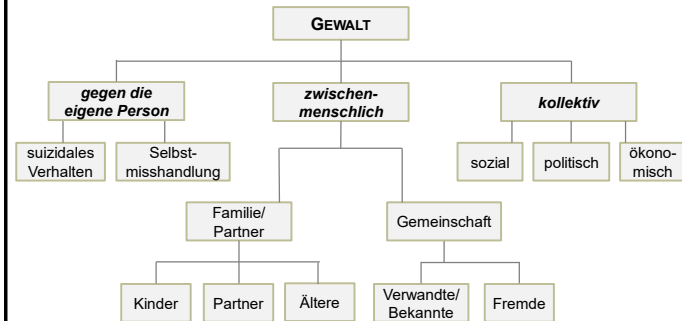 GEWALT
gegen die
eigene Person
zwischen-
menschlich
kollektiv
suizidales
Verhalten
Selbst-
misshandlung
sozial
politisch
ökono-
misch
Familie/
Partner
Gemeinschaft
Kinder
Partner
Ältere
Verwandte/
Bekannte
Fremde